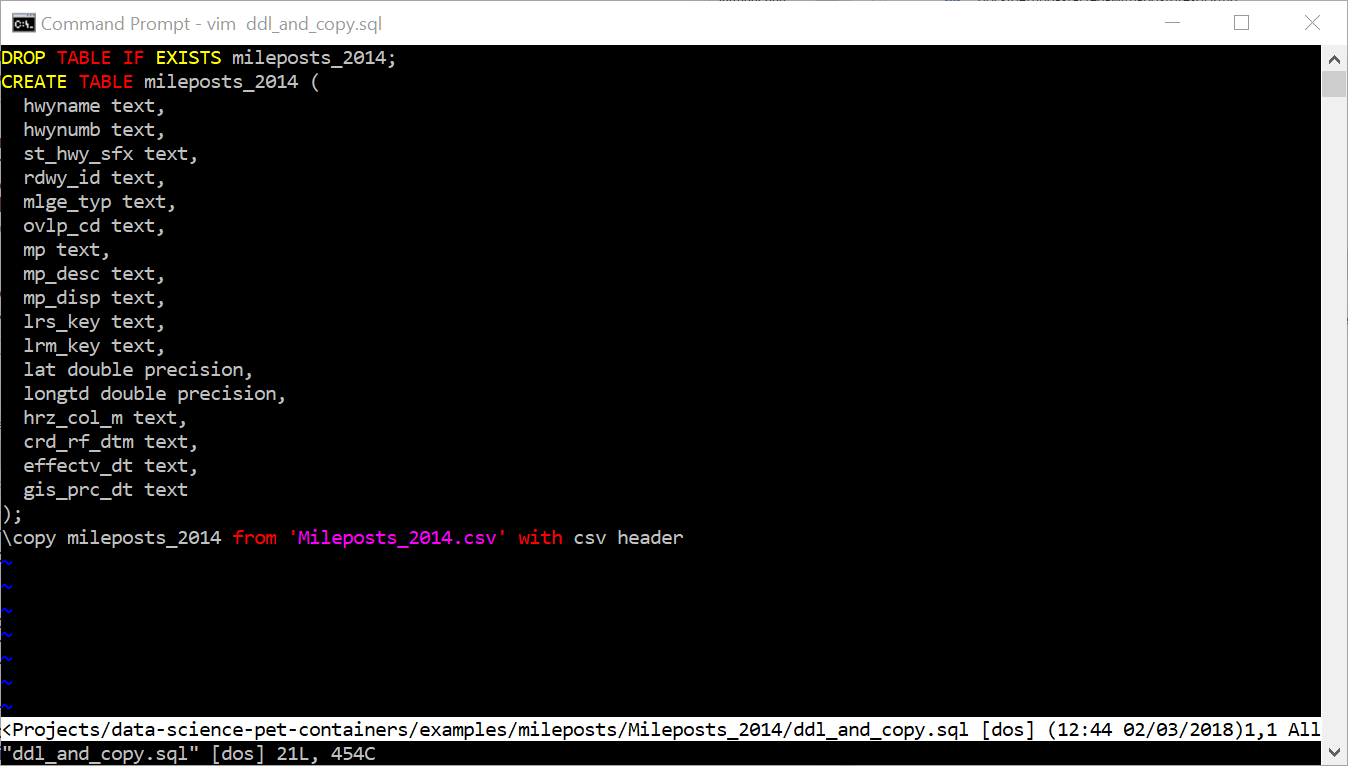 Command Prompt - vim  ddl_and_copy.sql
DROP TABLE IF EXISTS mileposts_2014;
CREATE TABLE mileposts_2014 (
  hwyname text,
  hwynumb text,
  st_hwy_sfx text,
  rdwy_id text,
  mlge_typ text,
  ovlp_cd text,
  mp text,
  mp_desc text,
  mp_disp text,
  lrs_key text,
  lrm_key text,
  lat double precision,
  longtd double precision,
  hrz_col_m text,
  crd_rf_dtm text,
  effectv_dt text,
  gis_prc_dt text
);
\copy mileposts_2014 from 'Mileposts_2014.csv' with csv header
~
~
~
~
~
~
~
<Projects/data-science-pet-containers/examples/mileposts/Mileposts_2014/ddl_and_copy.sql [dos] (12:44 02/03/2018)1,1 All
"ddl_and_copy.sql" [dos] 21L, 454C